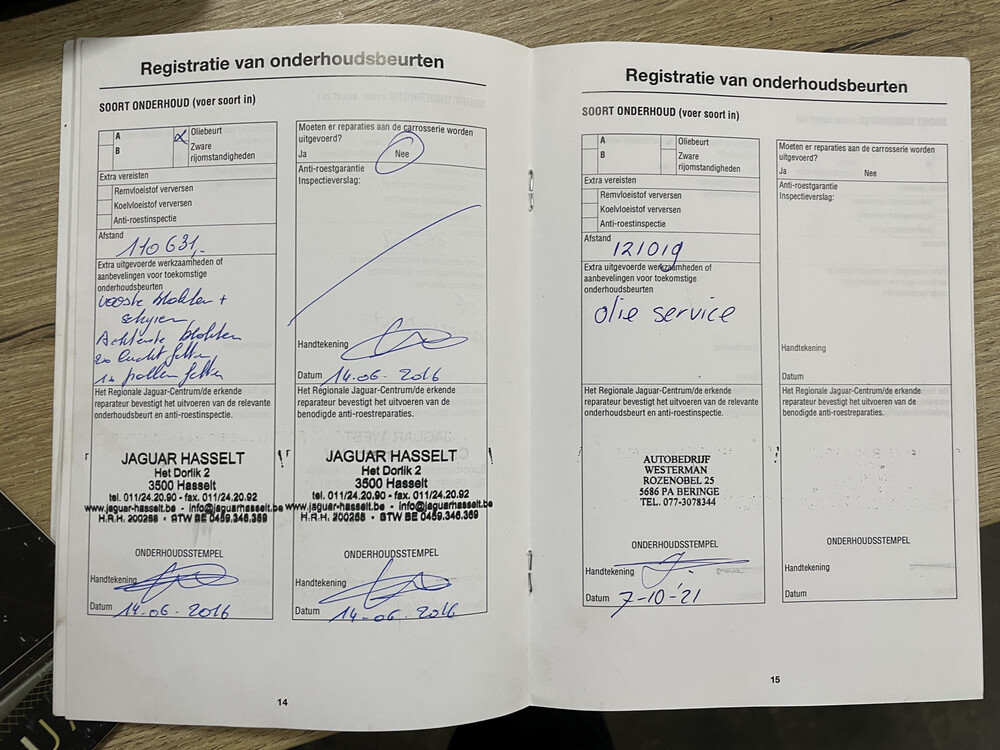 Registratie van onderhoudsbeurten
SOORT ONDERHOUD (voer soort in)
A
B
Oliebeurt
Zware
rijomstandigheden
Extra vereisten
Remvloeistof verversen
Koelvloeistof verversen
Anti-roestinspectie
Afstand
110 631,-
Extra uitgevoerde werkzaamheden of
aanbevelingen voor toekomstige
onderhoudsbeurten
+
Achterste blokken
Het Regionale Jaguar-Centrum/de erkende
reparateur bevestigt het uitvoeren van de relevante
onderhoudsbeurt en anti-roestinspectie.
JAGUAR HASSELT
Het Dorlik 2
3500 Hasselt
tel. 011/24.20.90 - fax. 011/24.20.92
www.jaguar-hasselt.be - info@jaguarhasselt.be
H.R.H. 200268 - BTW BE 0459.346.369
ONDERHOUDSSTEMPEL
Handtekening
Datum 14-06-2016
Moeten er reparaties aan de carrosserie worden
uitgevoerd?
Ja Nee
Anti-roestgarantie
Inspectieverslag:
Handtekening
Datum 14-06-2016
Het Regionale Jaguar-Centrum/de erkende
reparateur bevestigt het uitvoeren van de
benodigde anti-roestreparaties.
JAGUAR HASSELT
Het Dorlik 2
3500 Hasselt
tel. 011/24.20.90 - fax. 011/24.20.92
www.jaguar-hasselt.be - info@jaguarhasselt.be
H.R.H. 200268 - BTW BE 0459.346.369
ONDERHOUDSSTEMPEL
Handtekening
Datum 14-06-2016
14
Registratie van onderhoudsbeurten
SOORT ONDERHOUD (voer soort in)
A
B
Oliebeurt
Zware
rijomstandigheden
Extra vereisten
Remvloeistof verversen
Koelvloeistof verversen
Anti-roestinspectie
Afstand
121019
Extra uitgevoerde werkzaamheden of
aanbevelingen voor toekomstige
onderhoudsbeurten
olie service
Het Regionale Jaguar-Centrum/de erkende
reparateur bevestigt het uitvoeren van de relevante
onderhoudsbeurt en anti-roestinspectie.
AUTOBEDRIJF
WESTERMAN
ROZENOBEL 25
5686 PA BERINGE
TEL. 077-3078344
ONDERHOUDSSTEMPEL
Handtekening
Datum 7-10-'21
Moeten er reparaties aan de carrosserie worden
uitgevoerd?
Ja Nee
Anti-roestgarantie
Inspectieverslag:
Handtekening
Datum
Het Regionale Jaguar-Centrum/de erkende
reparateur bevestigt het uitvoeren van de
benodigde anti-roestreparaties.
ONDERHOUDSSTEMPEL
Handtekening
Datum
15